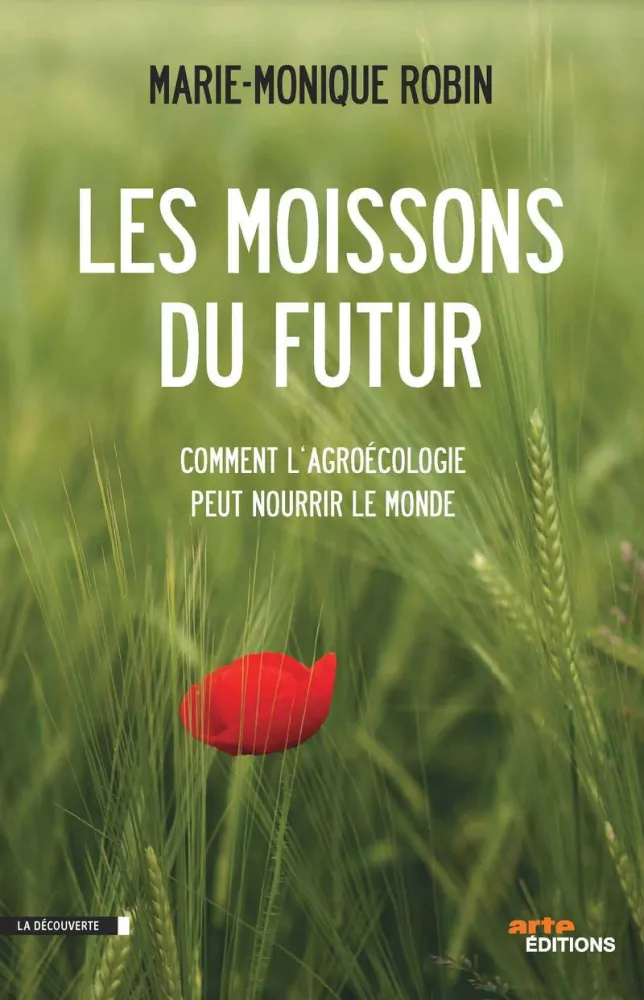 MARIE-MONIQUE ROBIN
LES MOISSONS
DU FUTUR
COMMENT L'AGROÉCOLOGIE
PEUT NOURRIR LE MONDE
LA DÉCOUVERTE
arte
ÉDITIONS